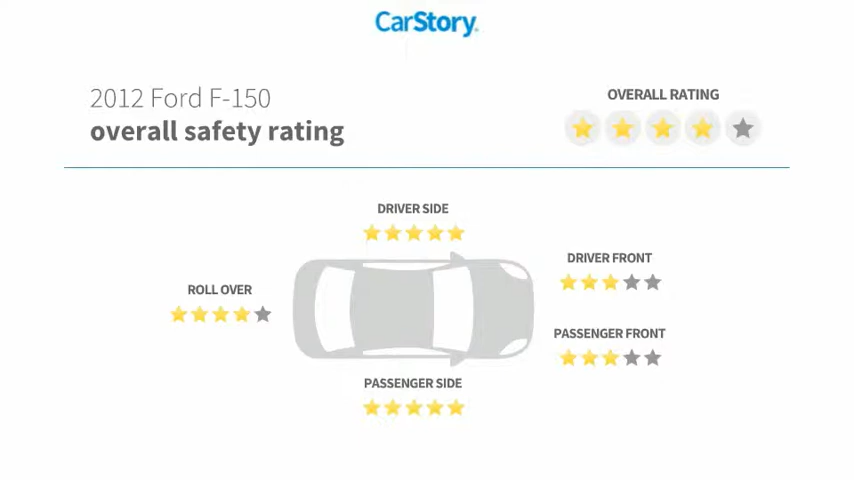 CarStory
2012 Ford F-150
overall safety rating
OVERALL RATING
DRIVER SIDE
DRIVER FRONT
ROLL OVER
PASSENGER FRONT
PASSENGER SIDE